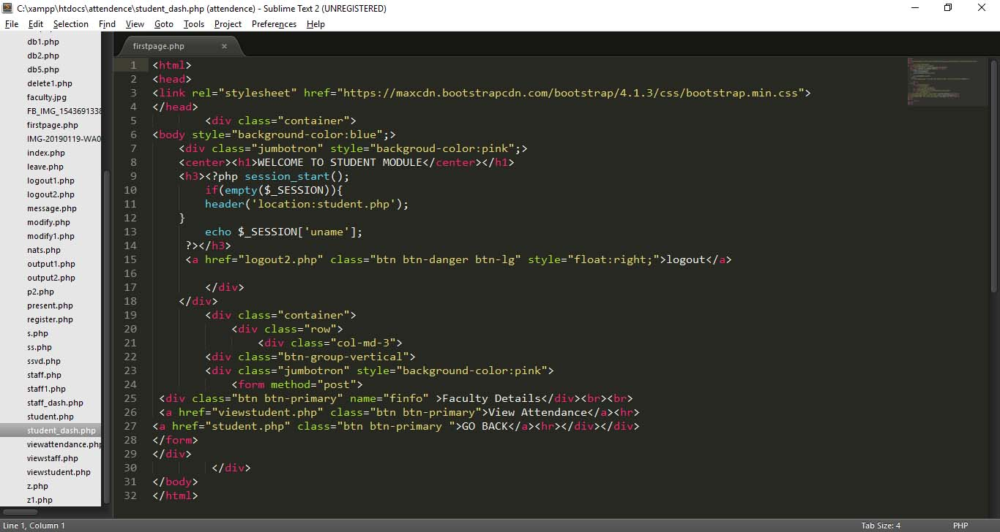 C:\xampp\htdocs\attendence\student_dash.php (attendence) - Sublime Text 2 (UNREGISTERED)
File Edit Selection Find View Goto Tools Project Preferences Help
db1.php
db2.php
db5.php
delete1.php
faculty.jpg
FB_IMG_1543691338
firstpage.php
IMG-20190119-WA0
index.php
leave.php
logout1.php
logout2.php
message.php
modify.php
modify1.php
nats.php
output1.php
output2.php
p2.php
present.php
register.php
s.php
ss.php
ssvd.php
staff.php
staff1.php
staff_dash.php
student.php
student_dash.php
viewattendance.php
viewstaff.php
viewstudent.php
z.php
z1.php
firstpage.php ×
1 <html>
2 <head>
3 <link rel="stylesheet" href="https://maxcdn.bootstrapcdn.com/bootstrap/4.1.3/css/bootstrap.min.css">
4 </head>
5 <div class="container">
6 <body style="background-color:blue";>
7 <div class="jumbotron" style="backgroud-color:pink";>
8 <center><h1>WELCOME TO STUDENT MODULE</center></h1>
9 <h3><?php session_start();
10 if(empty($_SESSION)){
11 header('location:student.php');
12 }
13 echo $_SESSION['uname'];
14 ?></h3>
15 <a href="logout2.php" class="btn btn-danger btn-lg" style="float:right;">logout</a>
16
17 </div>
18 </div>
19 <div class="container">
20 <div class="row">
21 <div class="col-md-3">
22 <div class="btn-group-vertical">
23 <div class="jumbotron" style="background-color:pink">
24 <form method="post">
25 <div class="btn btn-primary" name="finfo" >Faculty Details</div><br><br>
26 <a href="viewstudent.php" class="btn btn-primary">View Attendance</a><hr>
27 <a href="student.php" class="btn btn-primary ">GO BACK</a><hr></div></div>
28 </form>
29 </div>
30 </div>
31 </body>
32 </html>
Line 1, Column 1 Tab Size: 4 PHP